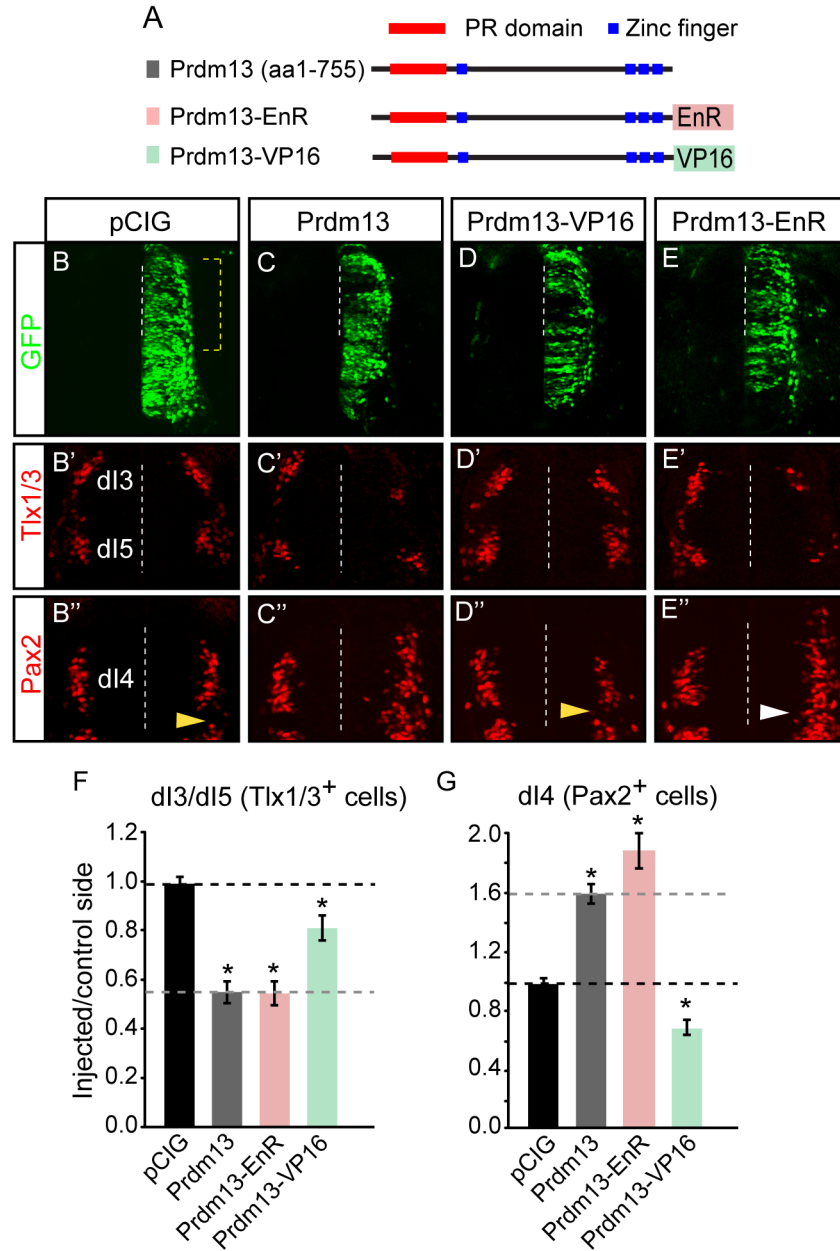 A
PR domain
Zinc finger
Prdm13 (aa1-755)
Prdm13-EnR
EnR
Prdm13-VP16
VP16
pCIG
Prdm13
Prdm13-VP16
Prdm13-EnR
GFP
B
C
D
E
Tlx1/3
B'
dI3
dI5
C'
D'
E'
Pax2
B''
dI4
C''
D''
E''
F
dI3/dI5 (Tlx1/3+ cells)
Injected/control side
1.2
1.0
0.8
0.6
0.4
0.2
0.0
*
*
*
pCIG
Prdm13
Prdm13-EnR
Prdm13-VP16
G
dI4 (Pax2+ cells)
2.0
1.6
1.2
0.8
0.4
0.0
*
*
*
pCIG
Prdm13
Prdm13-EnR
Prdm13-VP16